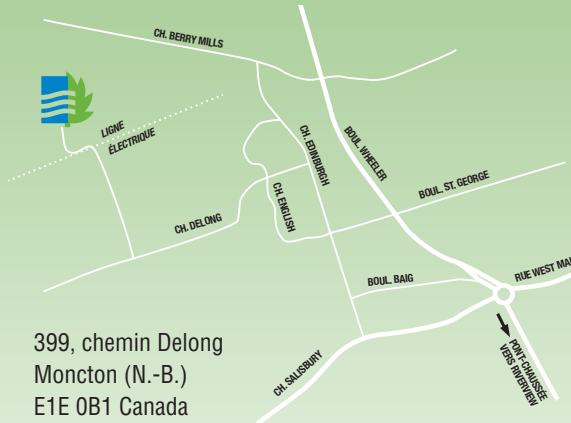 CH. BERRY MILLS
LIGNE
ÉLECTRIQUE
CH. EDINBURGH
BOUL. WHEELER
BOUL. ST. GEORGE
CH. ENGLISH
CH. DELONG
RUE WEST MAI
BOUL. BAIG
PONT-CHAUSSÉE
VERS RIVERVIEW
CH. SALISBURY
399, chemin Delong
Moncton (N.-B.)
E1E 0B1 Canada